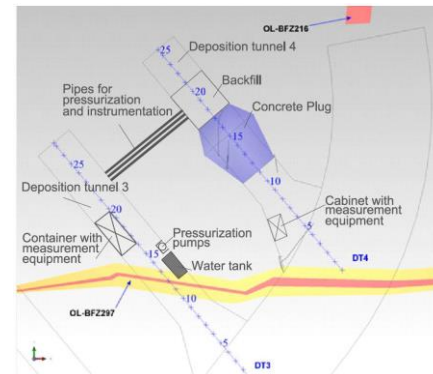 OL-BFZ216
25
Deposition tunnel 4
20
Backfill
Pipes for
pressurization
and instrumentation
Concrete Plug
15
25
10
Deposition tunnel 3
20
Cabinet with
measurement
equipment
Container with
measurement
equipment
Pressurization
pumps
15
Water tank
DT4
OL-BFZ297
10
5
5
DT3